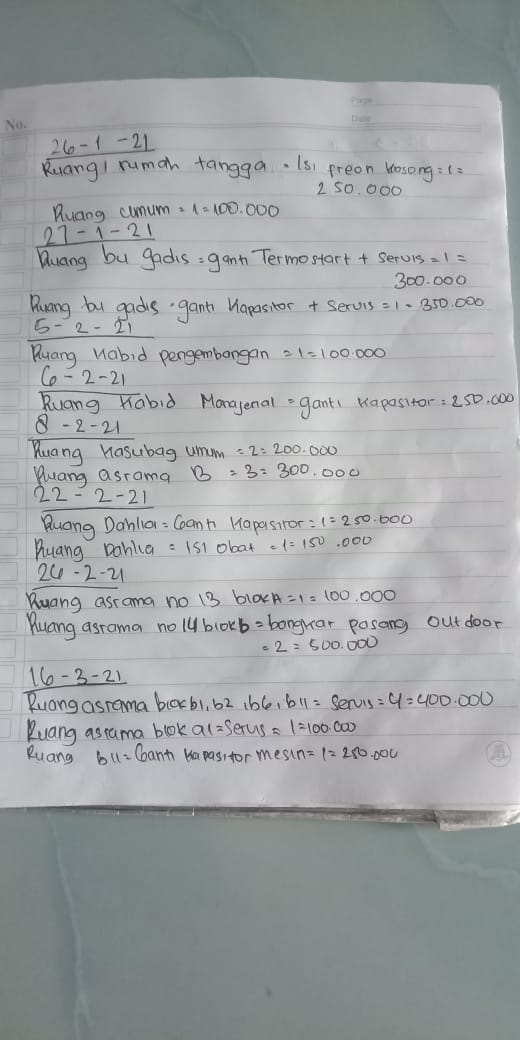 Page
No.
Date
26-1-21
Ruang rumah tangga = Isi preon kosong = 1 =
250.000
Ruang umum = 1 = 100.000
27-1-21
Ruang bu gadis = ganti Termostart + servis = 1 =
300.000
Ruang bu gadis = ganti Kapasitor + servis = 1 = 350.000
5-2-21
Ruang Kabid pengembangan = 1 = 100.000
6-2-21
Ruang Kabid Manajerial = ganti Kapasitor = 250.000
8-2-21
Ruang Kasubag umum = 2 = 200.000
Ruang asrama B = 3 = 300.000
22-2-21
Ruang Dahlia = Ganti Kapasitor = 1 = 250.000
Ruang Dahlia = Isi Obat = 1 = 150.000
26-2-21
Ruang asrama no 13 blok A = 1 = 100.000
Ruang asrama no 14 blok b = bongkar pasang Outdoor
= 2 = 500.000
16-3-21
Ruang asrama blok b1, b2, b6, b11 = Servis = 4 = 400.000
Ruang asrama blok a1 = Servis = 1 = 100.000
Ruang b11 = Ganti Kapasitor mesin = 1 = 250.000